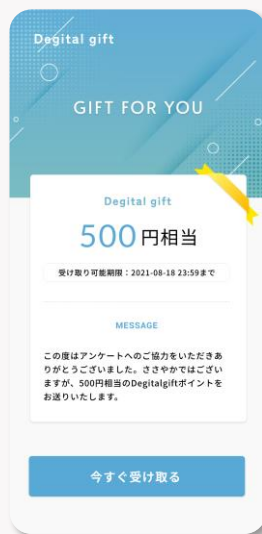 Degital gift
GIFT FOR YOU
Degital gift
500 円相当
受け取り可能期限：2021-08-18 23:59まで
MESSAGE
この度はアンケートへのご協力をいただきあ
りがとうございました。ささやかではござい
ますが、500円相当のDegitalgiftポイントを
お送りいたします。
今すぐ受け取る